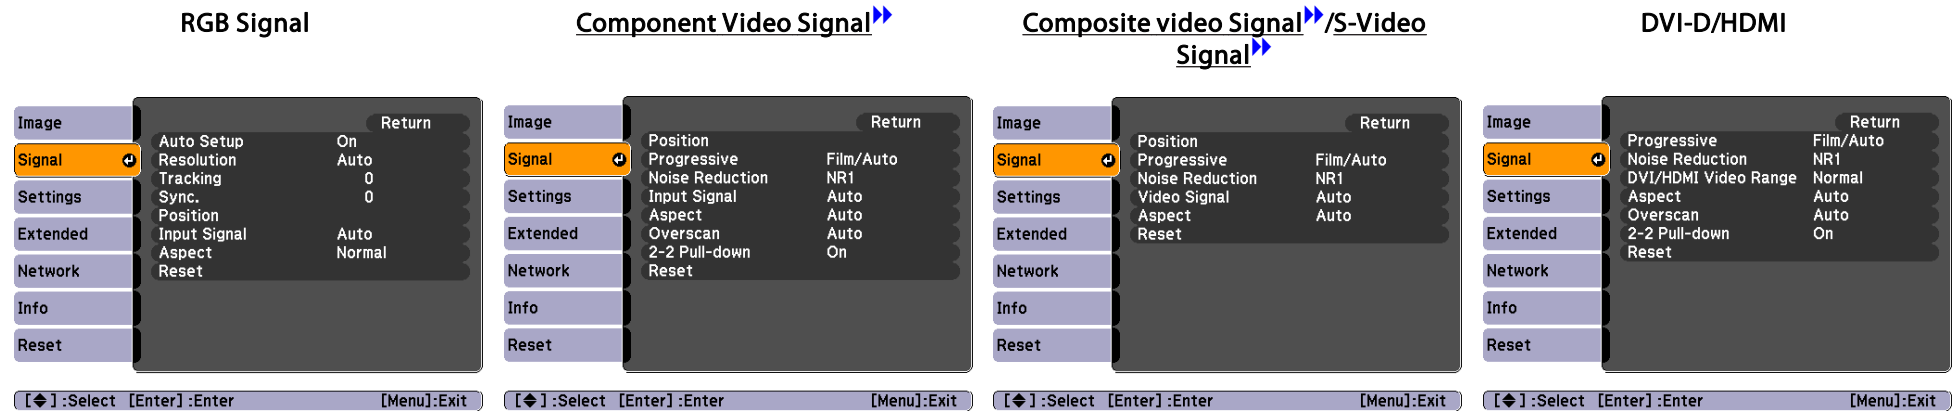 RGB Signal
Image
Signal
Settings
Extended
Network
Info
Reset
Return
Auto Setup On
Resolution Auto
Tracking 0
Sync. 0
Position
Input Signal Auto
Aspect Normal
Reset
[◆]:Select [Enter]:Enter [Menu]:Exit
Component Video Signal
Image
Signal
Settings
Extended
Network
Info
Reset
Return
Position
Progressive Film/Auto
Noise Reduction NR1
Input Signal Auto
Aspect Auto
Overscan Auto
2-2 Pull-down On
Reset
[◆]:Select [Enter]:Enter [Menu]:Exit
Composite video Signal/S-Video
Signal
Image
Signal
Settings
Extended
Network
Info
Reset
Return
Position
Progressive Film/Auto
Noise Reduction NR1
Video Signal Auto
Aspect Auto
Reset
[◆]:Select [Enter]:Enter [Menu]:Exit
DVI-D/HDMI
Image
Signal
Settings
Extended
Network
Info
Reset
Return
Progressive Film/Auto
Noise Reduction NR1
DVI/HDMI Video Range Normal
Aspect Auto
Overscan Auto
2-2 Pull-down On
Reset
[◆]:Select [Enter]:Enter [Menu]:Exit